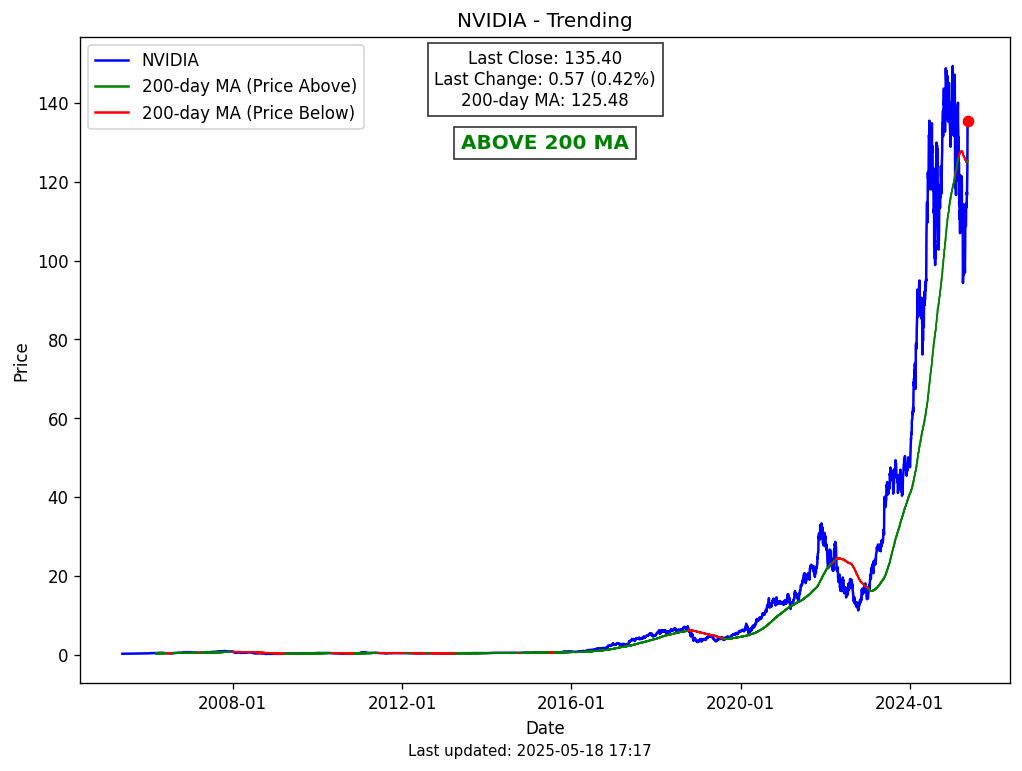 NVIDIA - Trending
NVIDIA
200-day MA (Price Above)
200-day MA (Price Below)
Last Close: 135.40
Last Change: 0.57 (0.42%)
200-day MA: 125.48
ABOVE 200 MA
Price
140
120
100
80
60
40
20
0
2008-01
2012-01
2016-01
2020-01
2024-01
Date
Last updated: 2025-05-18 17:17